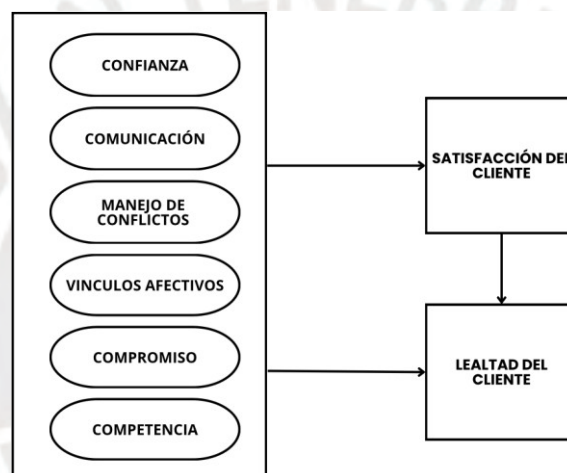 CONFIANZA
COMUNICACIÓN
MANEJO DE
CONFLICTOS
VINCULOS AFECTIVOS
COMPROMISO
COMPETENCIA
SATISFACCIÓN DEL
CLIENTE
LEALTAD DEL
CLIENTE